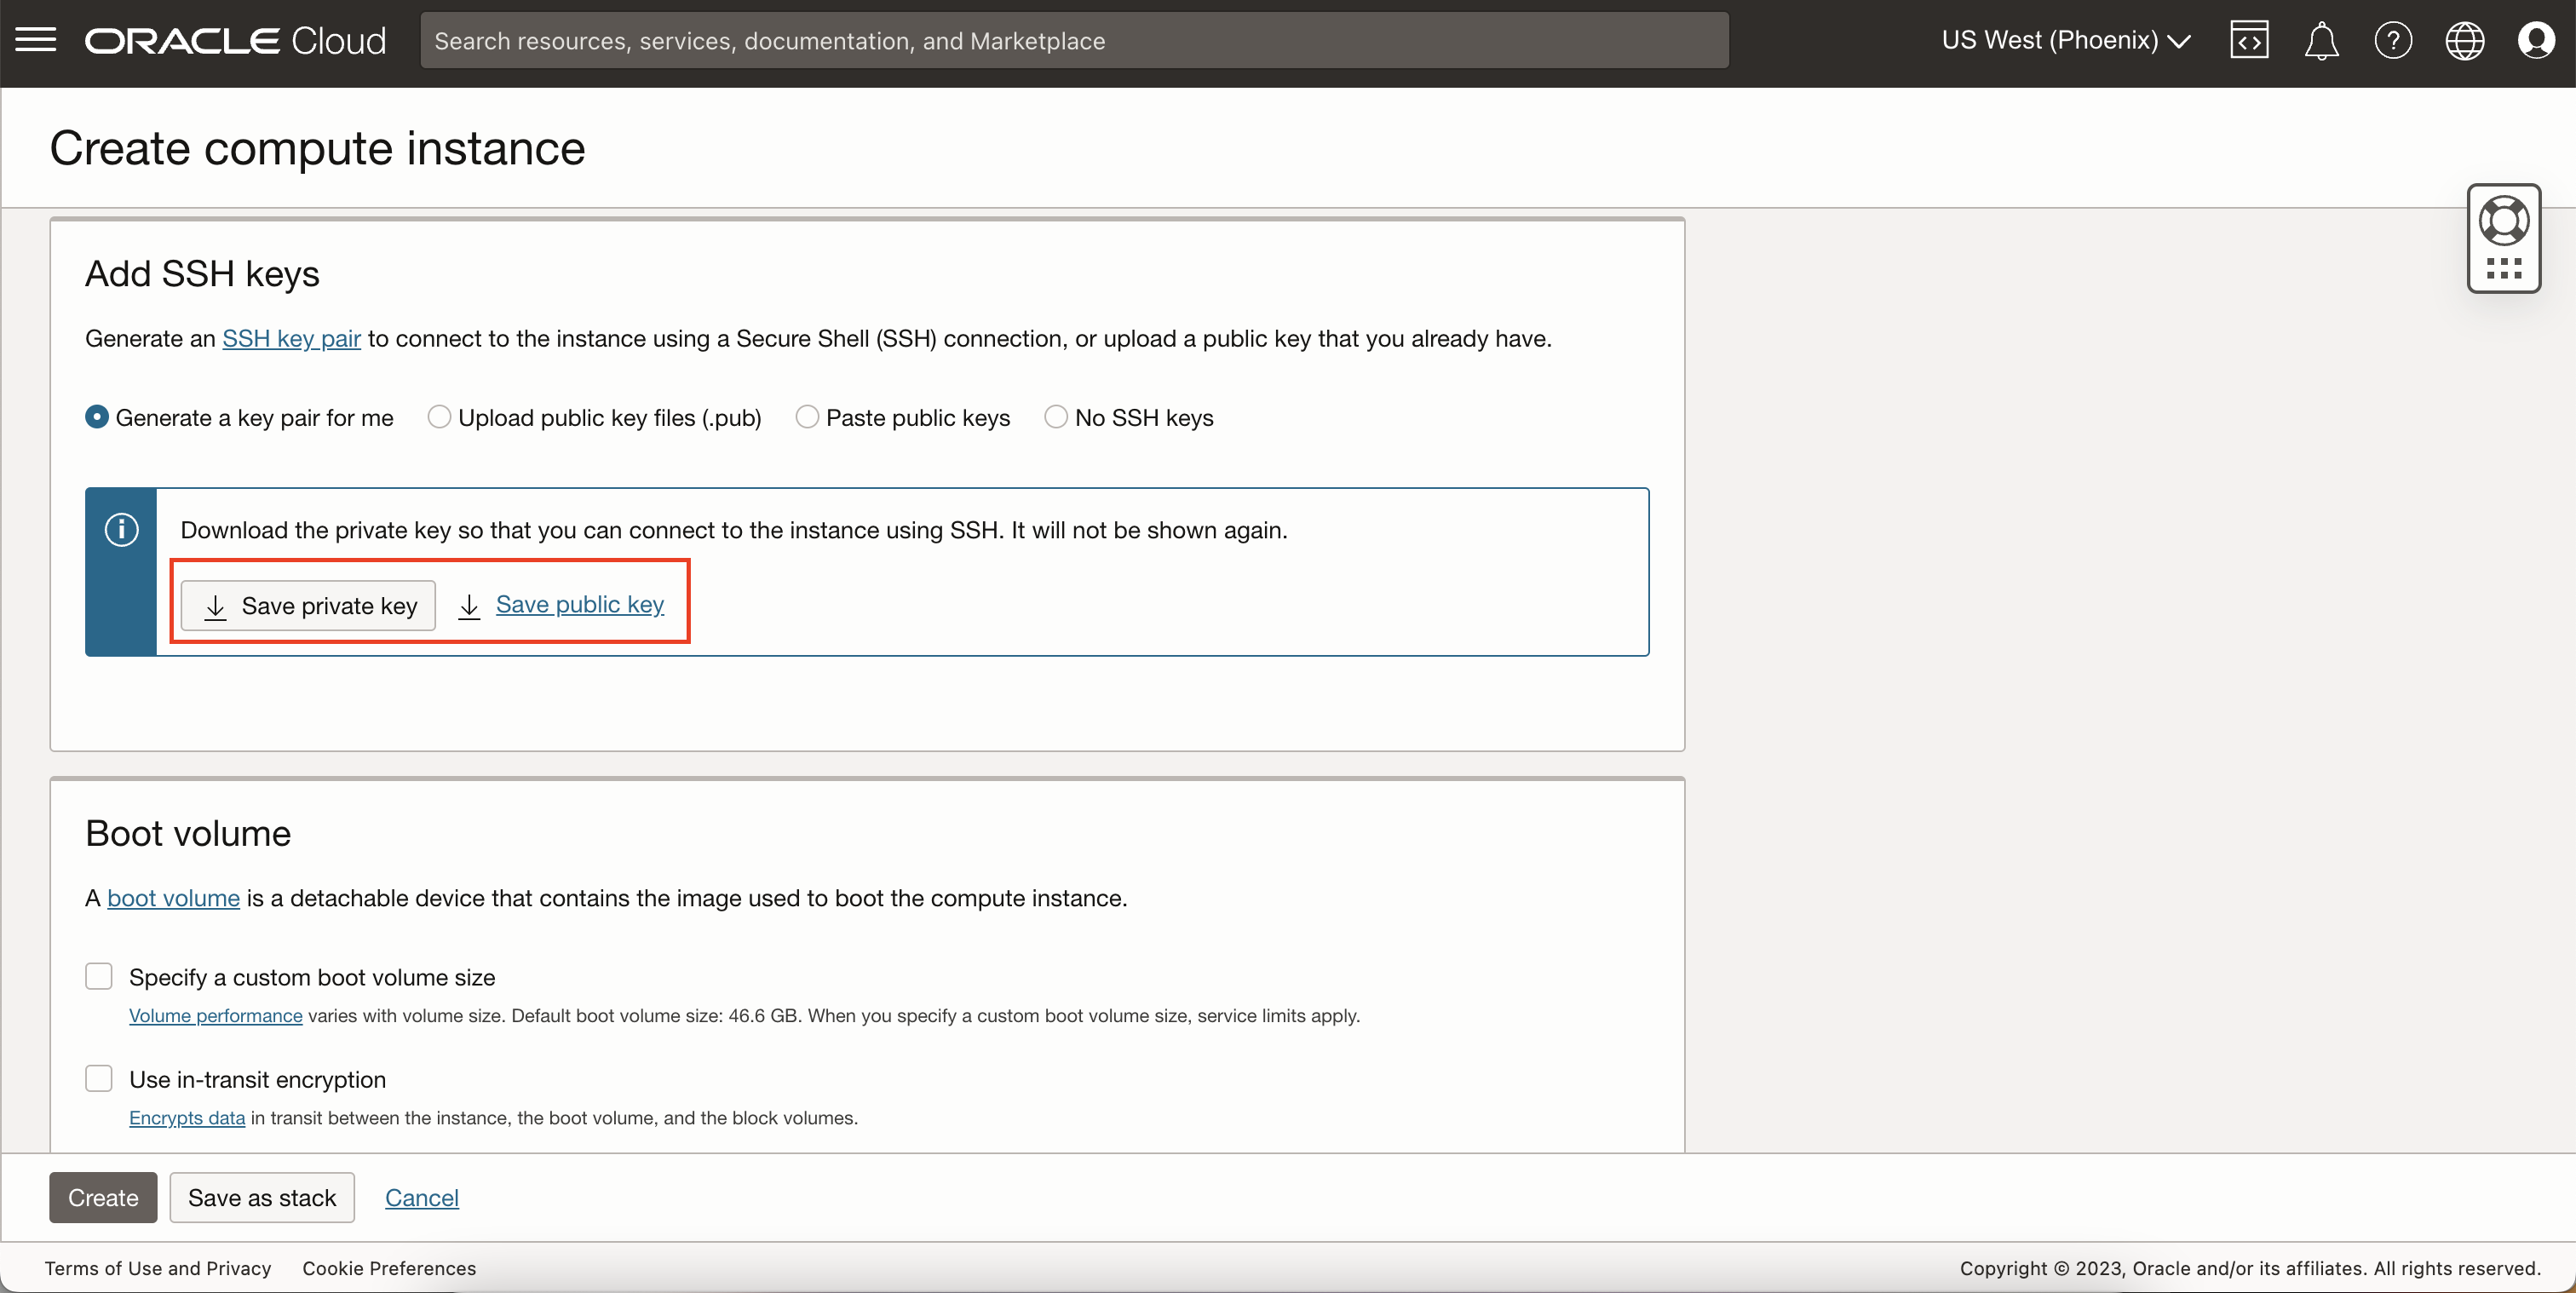 ORACLE Cloud
Search resources, services, documentation, and Marketplace
US West (Phoenix)
Create compute instance
Add SSH keys
Generate an SSH key pair to connect to the instance using a Secure Shell (SSH) connection, or upload a public key that you already have.
Generate a key pair for me
Upload public key files (.pub)
Paste public keys
No SSH keys
Download the private key so that you can connect to the instance using SSH. It will not be shown again.
Save private key
Save public key
Boot volume
A boot volume is a detachable device that contains the image used to boot the compute instance.
Specify a custom boot volume size
Volume performance varies with volume size. Default boot volume size: 46.6 GB. When you specify a custom boot volume size, service limits apply.
Use in-transit encryption
Encrypts data in transit between the instance, the boot volume, and the block volumes.
Create
Save as stack
Cancel
Terms of Use and Privacy
Cookie Preferences
Copyright © 2023, Oracle and/or its affiliates. All rights reserved.